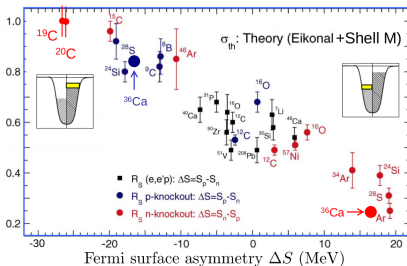 σth: Theory (Eikonal+Shell M
19C
20C
15C
28S
8B
46Ar
24Si
9C
36Ca
1.0
0.8
0.6
0.4
0.2
31P
16O
16O
7Li
40Ca
12C
90Zr
30Si
48Ca
16O
12C
51V
208Pb
12C
57Ni
34Ar
24Si
28S
36Ca
Ar
RS (e,e'p): ΔS=Sp-Sn
RS p-knockout: ΔS=Sp-Sn
RS n-knockout: ΔS=Sn-Sp
-30 -20 -10 0 10 20
Fermi surface asymmetry ΔS (MeV)